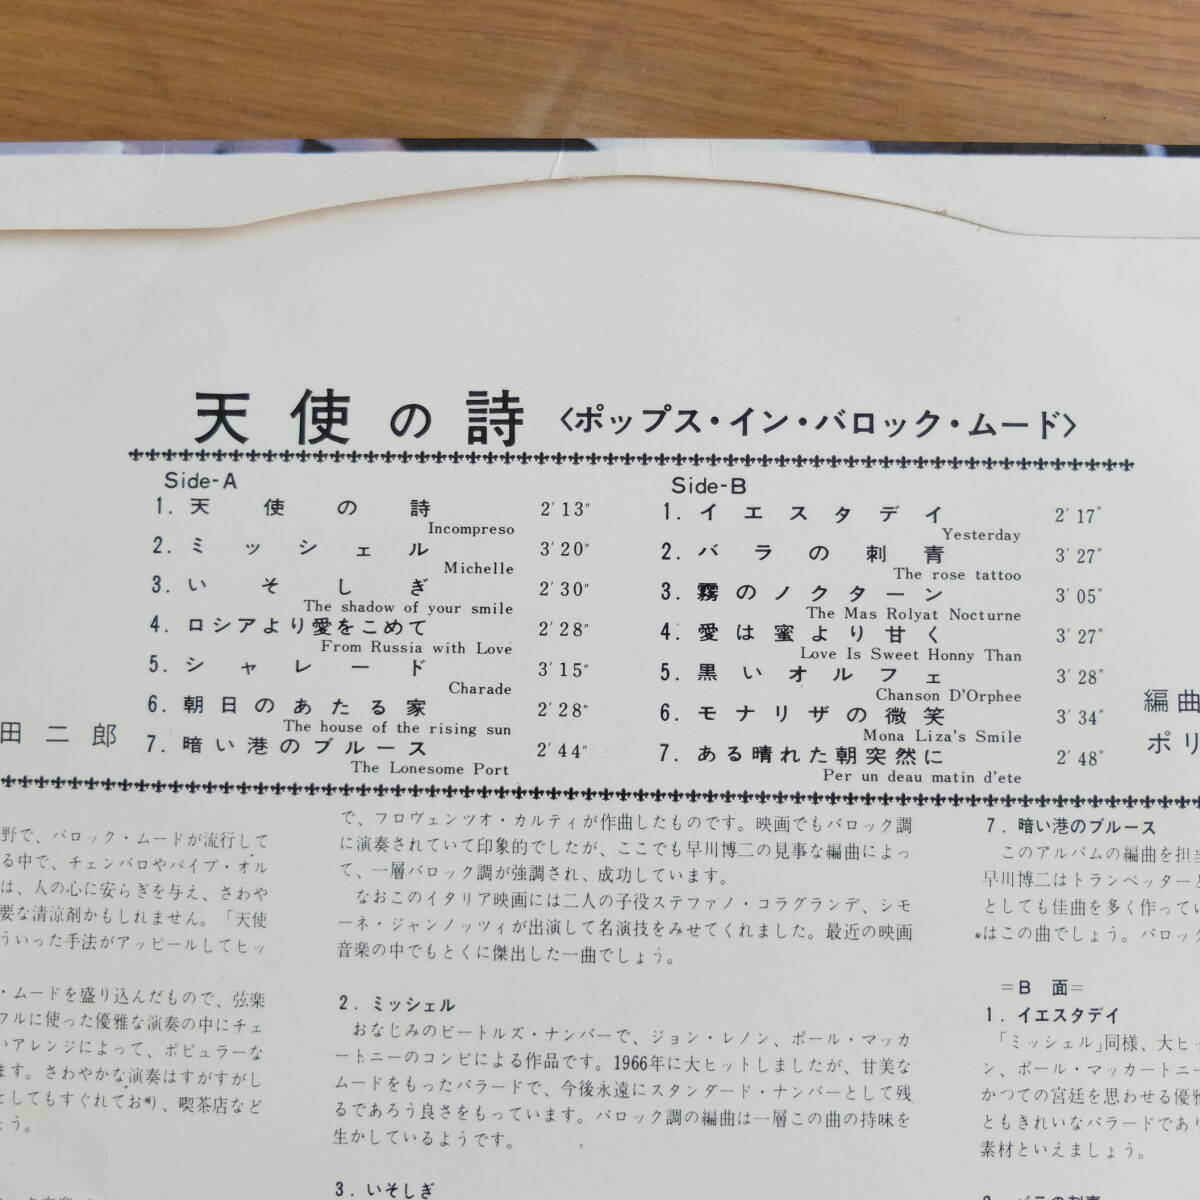 天使の詩〈ポップス・イン・バロック・ムード〉
Side-A
1. 天使の詩 2'13"
Incompreso
2. ミッシェル 3'20"
Michelle
3. いそしぎ 2'30"
The shadow of your smile
4. ロシアより愛をこめて 2'28"
From Russia with Love
5. シャレード 3'15"
Charade
6. 朝日のあたる家 2'28"
The house of the rising sun
7. 暗い港のブルース 2'44"
The Lonesome Port
Side-B
1. イエスタデイ 2'17"
Yesterday
2. バラの刺青 3'27"
The rose tattoo
3. 霧のノクターン 3'05"
The Mas Rolyat Nocturne
4. 愛は蜜より甘く 3'27"
Love Is Sweet Honny Than
5. 黒いオルフェ 3'28"
Chanson D'Orphee
6. モナリザの微笑 3'34"
Mona Liza's Smile
7. ある晴れた朝突然に 2'48"
Per un deau matin d'ete
田二郎
編曲
ポリ
野で、バロック・ムードが流行して
る中で、チェンバロやパイプ・オル
は、人の心に安らぎを与え、さわや
要な清涼剤かもしれません。「天使
ういった手法がアッピールしてヒッ
・ムードを盛り込んだもので、弦楽
フルに使った優雅な演奏の中にチェ
いアレンジによって、ポピュラーな
ます。さわやかな演奏はすがすがし
としてもすぐれており、喫茶店など
ょう。
で、フロヴェンツオ・カルティが作曲したものです。映画でもバロック調
に演奏されていて印象的でしたが、ここでも早川博二の見事な編曲によっ
て、一層バロック調が強調され、成功しています。
なおこのイタリア映画には二人の子役ステファノ・コラグランデ、シモ
ーネ・ジャンノッツィが出演して名演技をみせてくれました。最近の映画
音楽の中でもとくに傑出した一曲でしょう。
2. ミッシェル
おなじみのビートルズ・ナンバーで、ジョン・レノン、ポール・マッカ
ートニーのコンビによる作品です。1966年に大ヒットしましたが、甘美な
ムードをもったバラードで、今後永遠にスタンダード・ナンバーとして残
るであろう良さをもっています。バロック調の編曲は一層この曲の持味を
生かしているようです。
3. いそしぎ
7. 暗い港のブルース
このアルバムの編曲を担当
早川博二はトランペッターと
としても佳曲を多く作ってい
はこの曲でしょう。バロック
=B 面=
1. イエスタデイ
「ミッシェル」同様、大ヒッ
ン、ポール・マッカートニー
かつての宮廷を思わせる優雅
ともきれいなバラードであり
素材といえましょう。